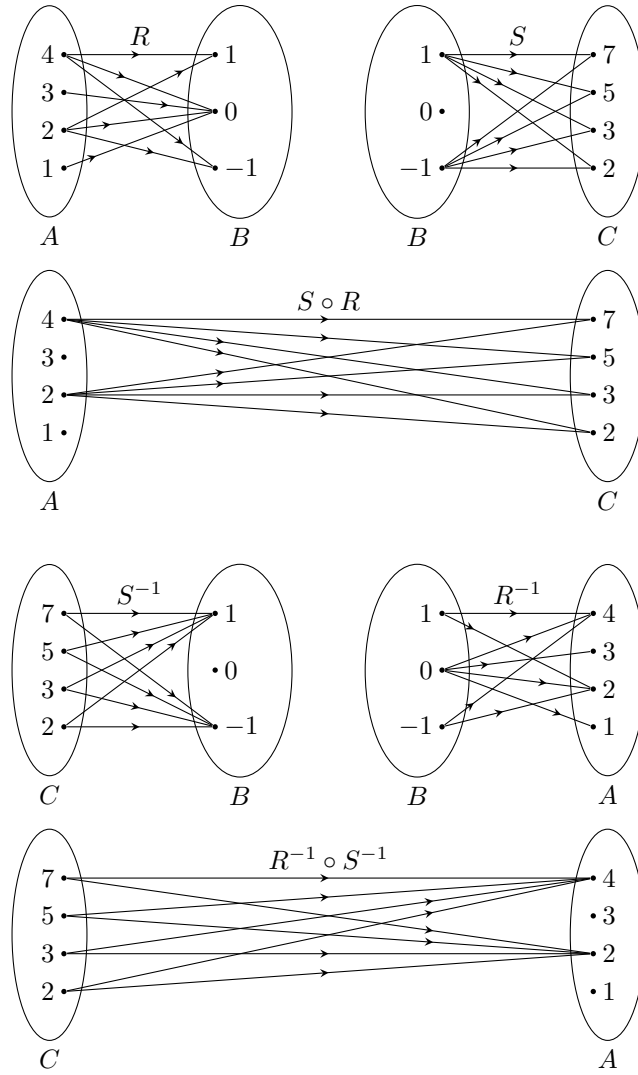 R S
4 1 1 7
3 5
0 0
2 3
1 −1 −1 2
A B B C
S ∘ R
4 7
3 5
2 3
1 2
A C
S⁻¹ R⁻¹
7 1 1 4
5 3
0 0
3 2
2 −1 −1 1
C B B A
R⁻¹ ∘ S⁻¹
7 4
5 3
3 2
2 1
C A